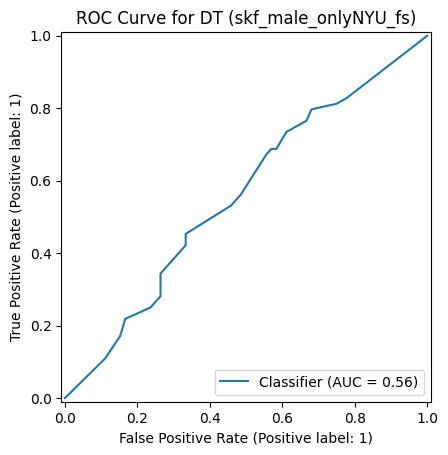 ROC Curve for DT (skf_male_onlyNYU_fs)
True Positive Rate (Positive label: 1)
1.0
0.8
0.6
0.4
0.2
0.0
Classifier (AUC = 0.56)
0.0 0.2 0.4 0.6 0.8 1.0
False Positive Rate (Positive label: 1)